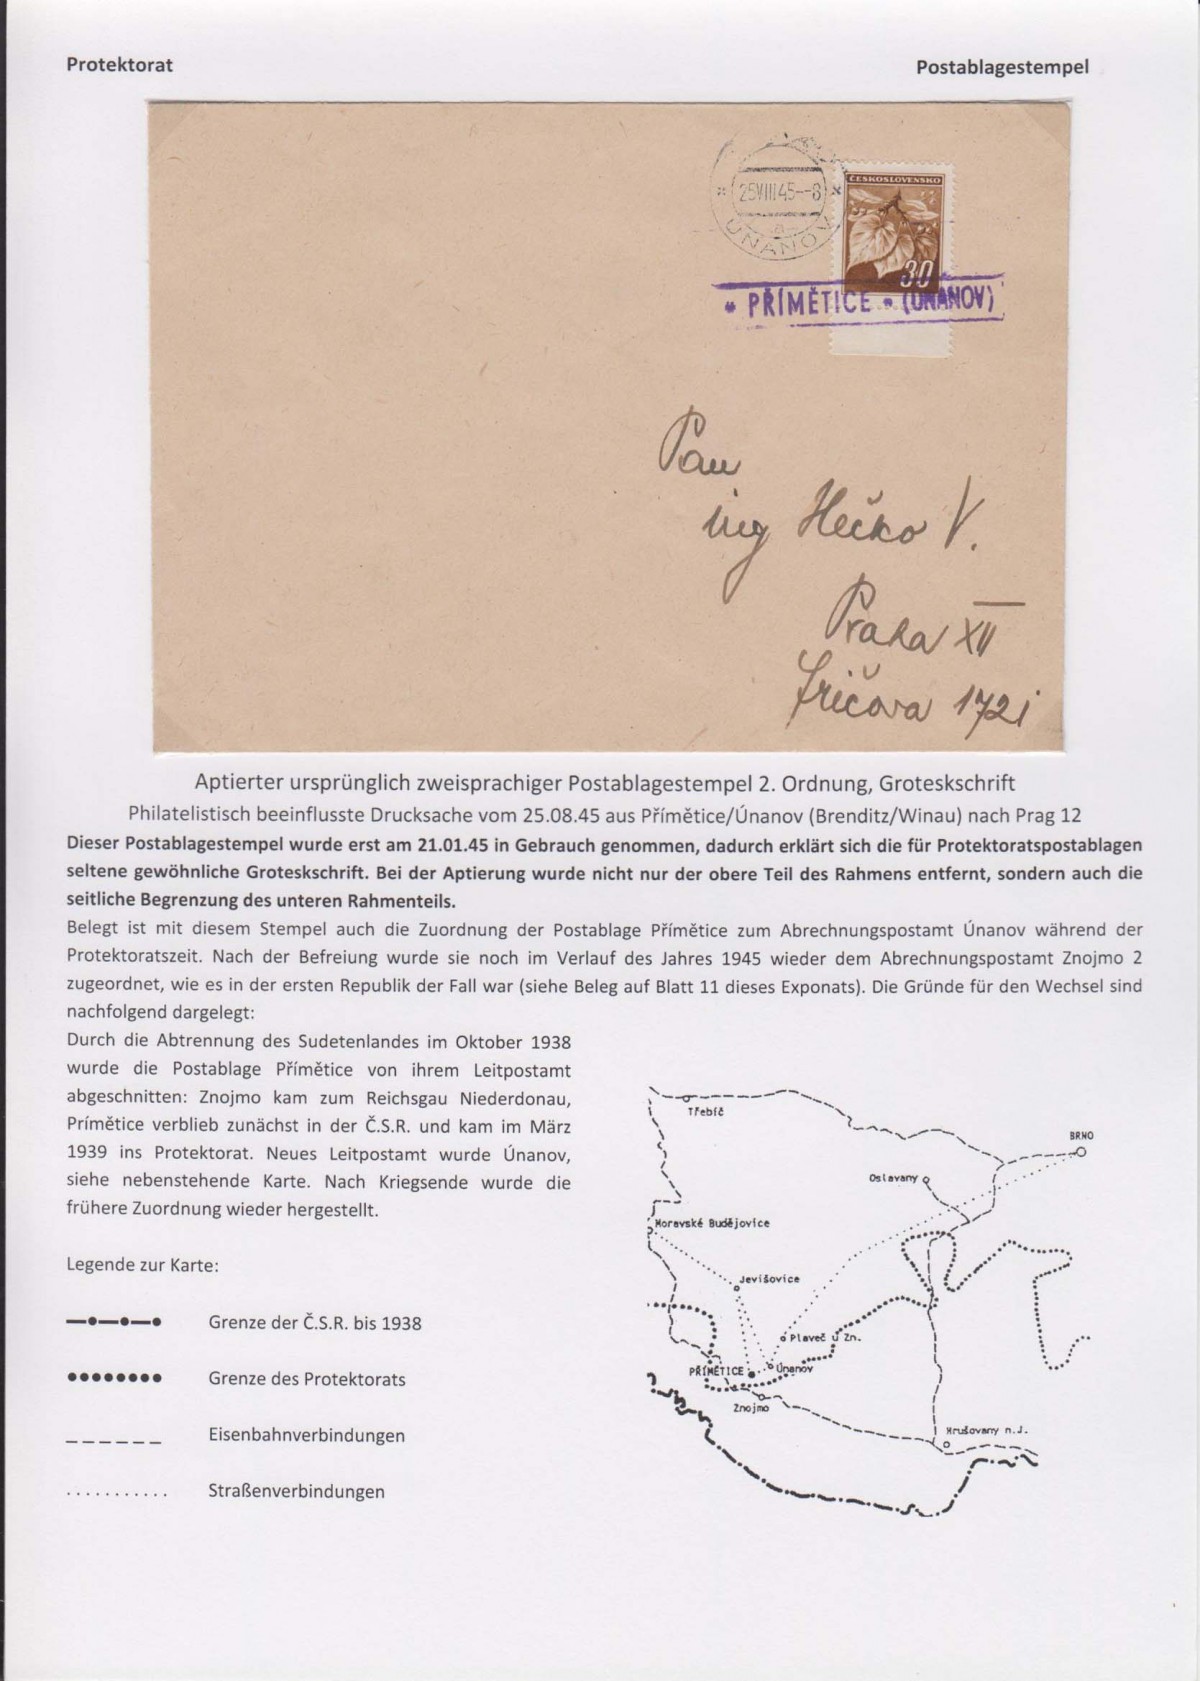 Protektorat
Postablagestempel
25VIII45--8
ÚNANOV
ČESKOSLOVENSKO
30
* PŘÍMĚTICE * (ÚNANOV)
Pan
ing Hečko V.
Praha XII
1721
Aptierter ursprünglich zweisprachiger Postablagestempel 2. Ordnung, Groteskschrift
Philatelistisch beeinflusste Drucksache vom 25.08.45 aus Přímětice/Únanov (Brenditz/Winau) nach Prag 12
Dieser Postablagestempel wurde erst am 21.01.45 in Gebrauch genommen, dadurch erklärt sich die für Protektoratspostablagen
seltene gewöhnliche Groteskschrift. Bei der Aptierung wurde nicht nur der obere Teil des Rahmens entfernt, sondern auch die
seitliche Begrenzung des unteren Rahmenteils.
Belegt ist mit diesem Stempel auch die Zuordnung der Postablage Přímětice zum Abrechnungspostamt Únanov während der
Protektoratszeit. Nach der Befreiung wurde sie noch im Verlauf des Jahres 1945 wieder dem Abrechnungspostamt Znojmo 2
zugeordnet, wie es in der ersten Republik der Fall war (siehe Beleg auf Blatt 11 dieses Exponats). Die Gründe für den Wechsel sind
nachfolgend dargelegt:
Durch die Abtrennung des Sudetenlandes im Oktober 1938
wurde die Postablage Přímětice von ihrem Leitpostamt
abgeschnitten: Znojmo kam zum Reichsgau Niederdonau,
Prímětice verblieb zunächst in der Č.S.R. und kam im März
1939 ins Protektorat. Neues Leitpostamt wurde Únanov,
siehe nebenstehende Karte. Nach Kriegsende wurde die
frühere Zuordnung wieder hergestellt.
Legende zur Karte:
Grenze der Č.S.R. bis 1938
Grenze des Protektorats
Eisenbahnverbindungen
Straßenverbindungen
Třebíč
BRNO
Oslavany
Moravské Budějovice
Jevišovice
Plaveč u Zn.
PŘÍMĚTICE
Únanov
Znojmo
Hrušovany n.J.